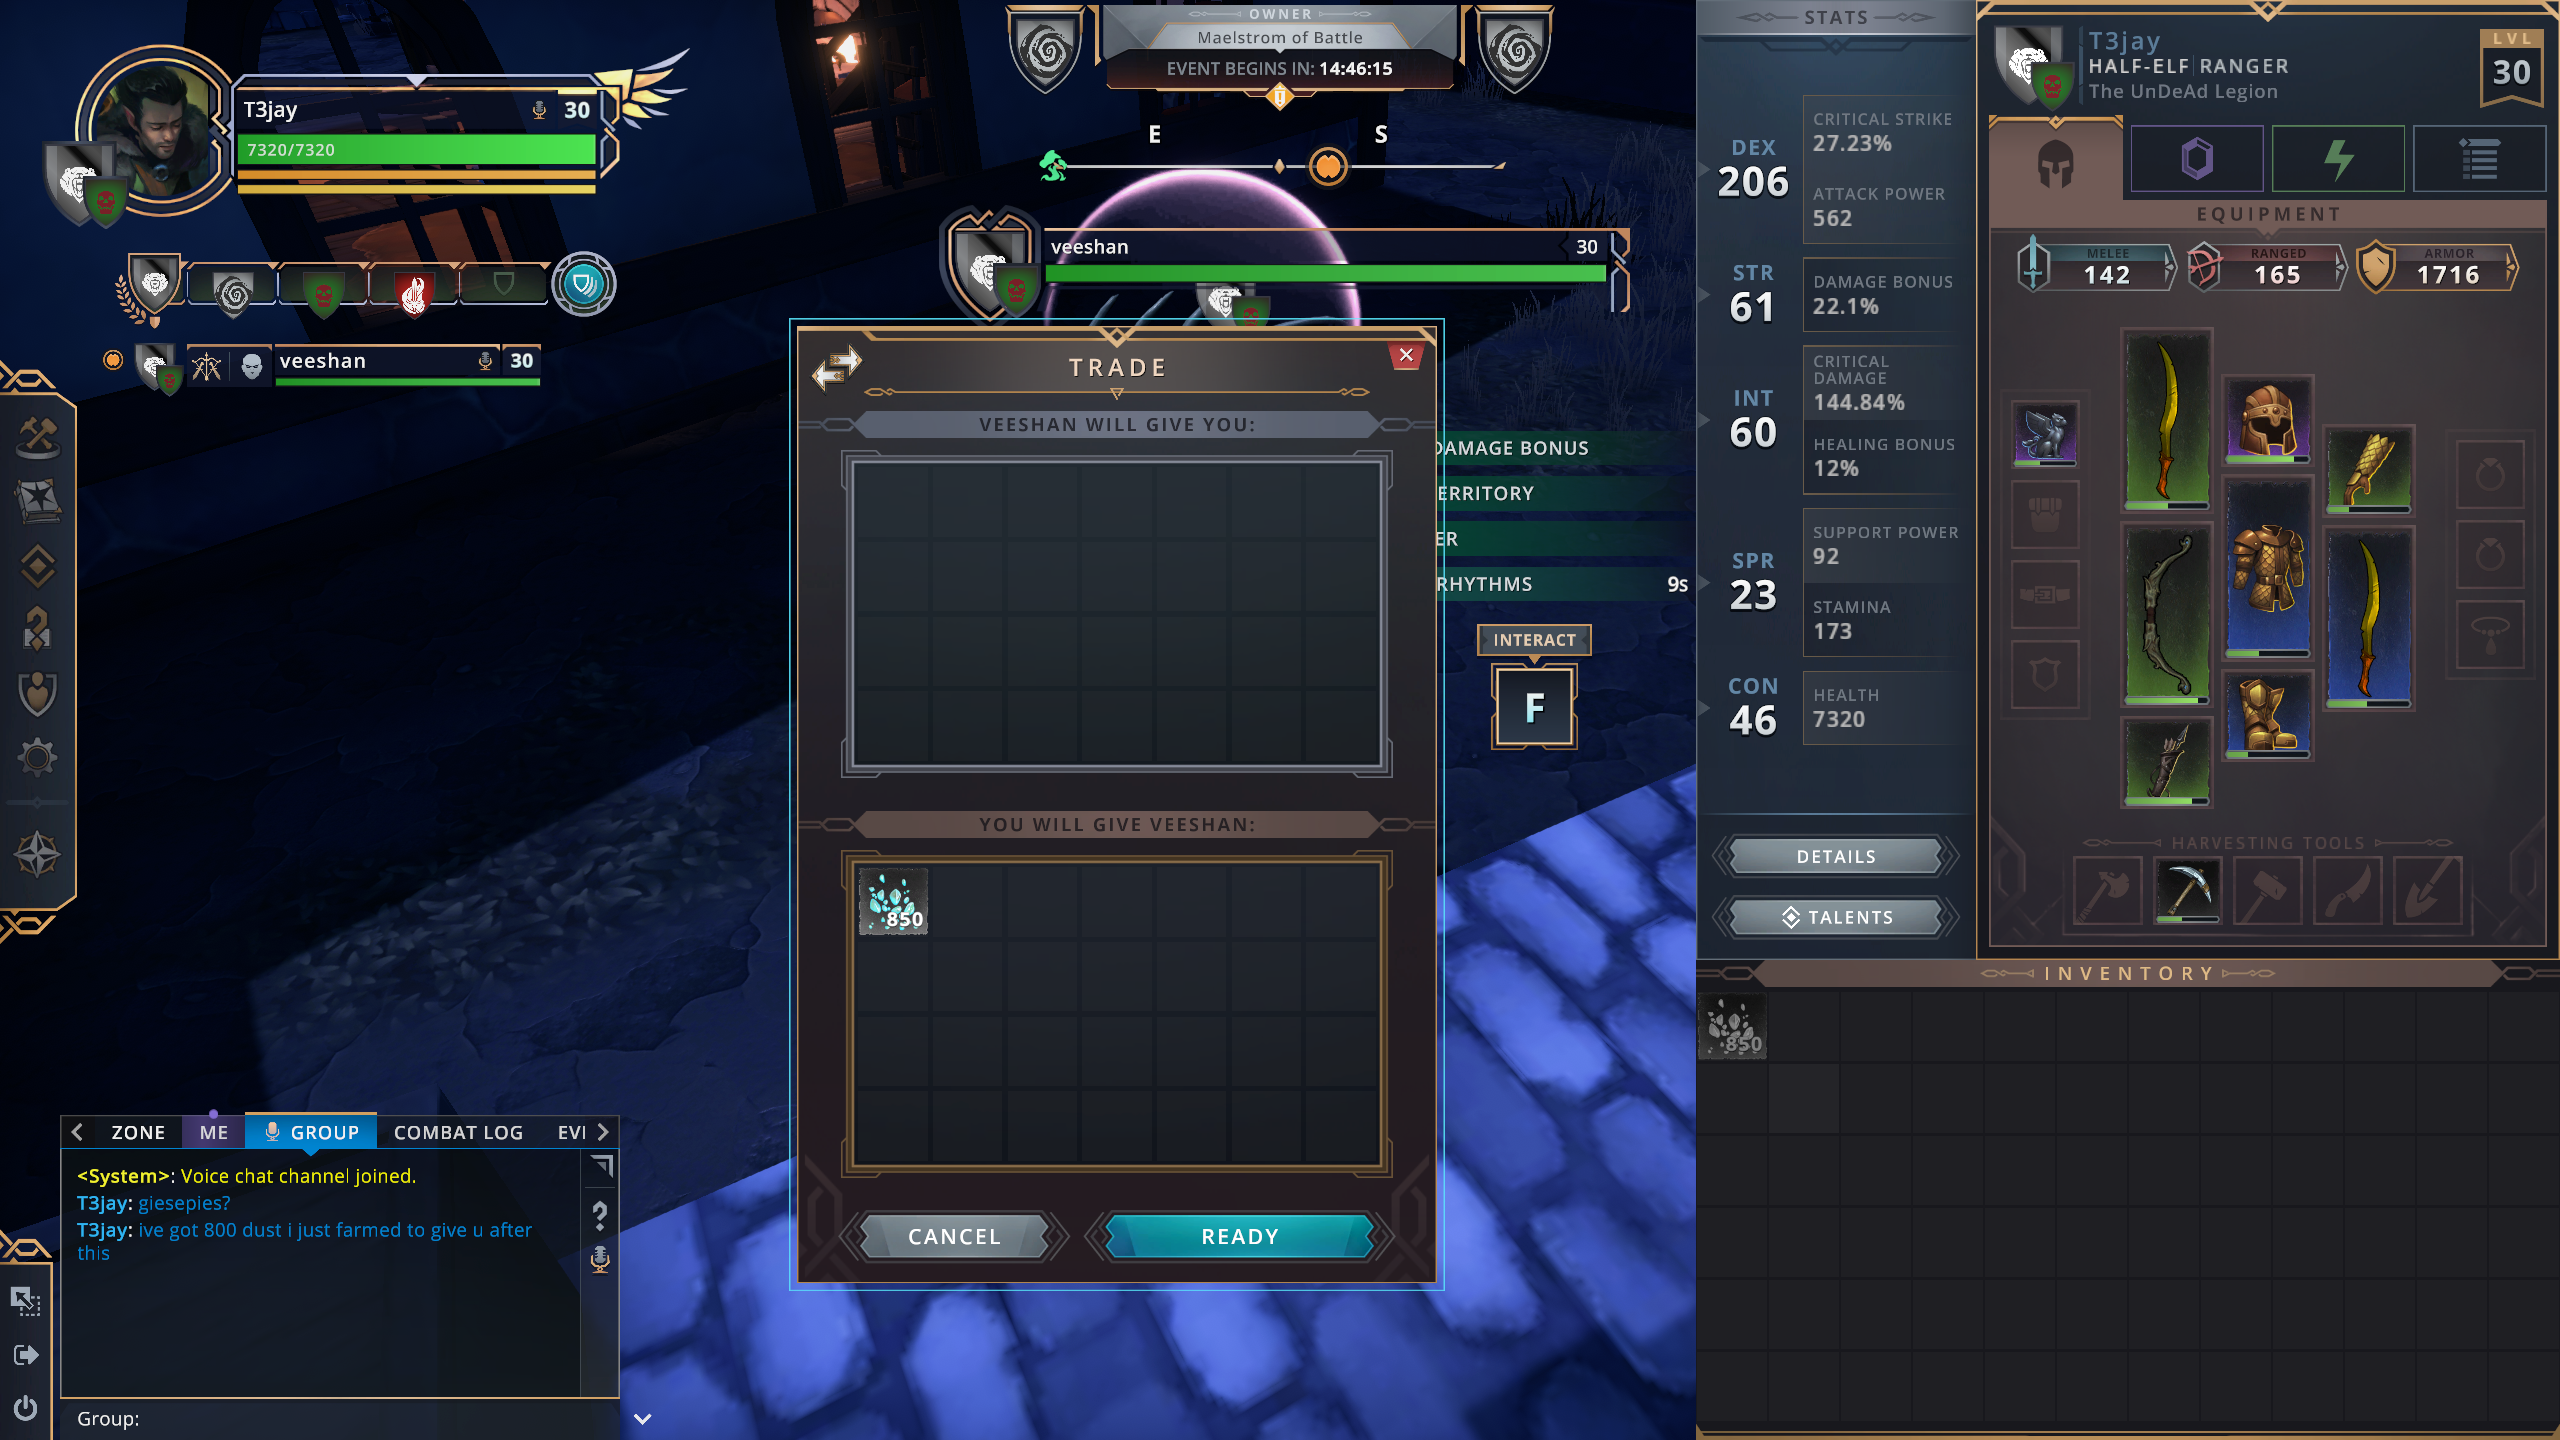 T3jay
30
7320/7320
veeshan
30
OWNER
Maelstrom of Battle
EVENT BEGINS IN: 14:46:15
E
S
veeshan
30
TRADE
VEESHAN WILL GIVE YOU:
YOU WILL GIVE VEESHAN:
850
CANCEL
READY
DAMAGE BONUS
ERRITORY
ER
RHYTHMS
9s
INTERACT
F
STATS
DEX
206
CRITICAL STRIKE
27.23%
ATTACK POWER
562
STR
61
DAMAGE BONUS
22.1%
INT
60
CRITICAL
DAMAGE
144.84%
HEALING BONUS
12%
SPR
23
SUPPORT POWER
92
STAMINA
173
CON
46
HEALTH
7320
DETAILS
TALENTS
T3jay
HALF-ELF RANGER
The UnDeAd Legion
LVL
30
EQUIPMENT
MELEE
142
RANGED
165
ARMOR
1716
HARVESTING TOOLS
INVENTORY
850
ZONE ME GROUP COMBAT LOG EVI
<System>: Voice chat channel joined.
T3jay: giesepies?
T3jay: ive got 800 dust i just farmed to give u after
this
Group: